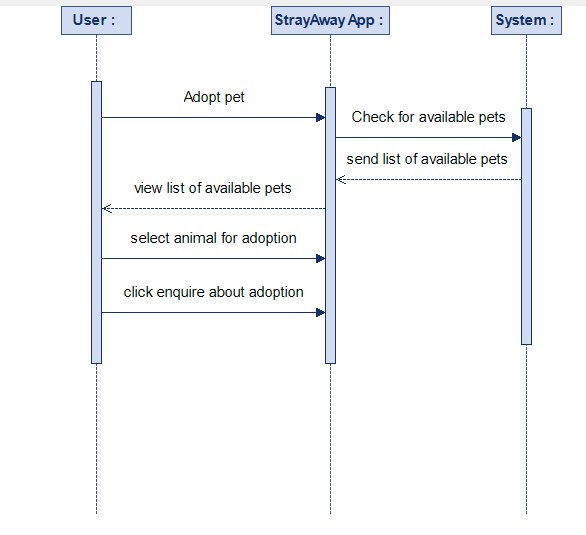 User :
StrayAway App :
System :
Adopt pet
Check for available pets
send list of available pets
view list of available pets
select animal for adoption
click enquire about adoption